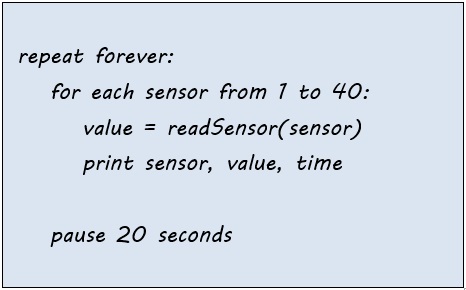 repeat forever:
for each sensor from 1 to 40:
value = readSensor(sensor)
print sensor, value, time
pause 20 seconds